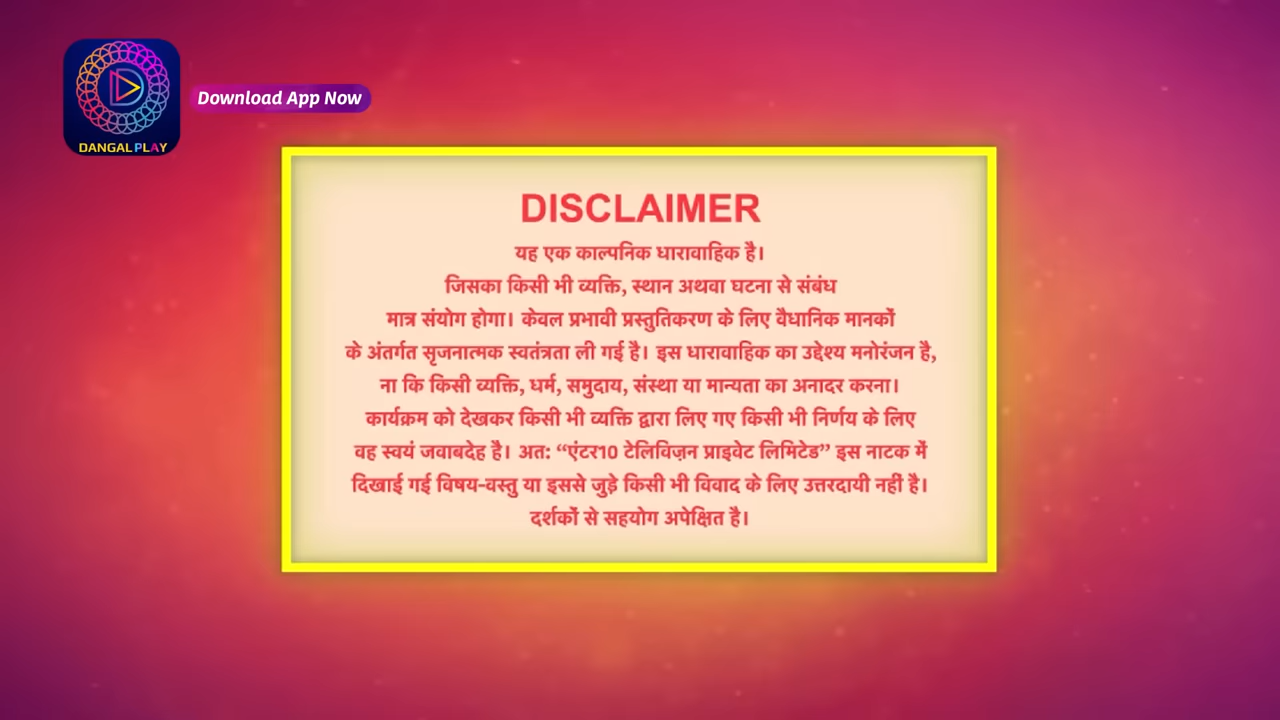 Download App Now
DANGAL PLAY
DISCLAIMER
यह एक काल्पनिक धारावाहिक है।
जिसका किसी भी व्यक्ति, स्थान अथवा घटना से संबंध
मात्र संयोग होगा। केवल प्रभावी प्रस्तुतिकरण के लिए वैधानिक मानकों
के अंतर्गत सृजनात्मक स्वतंत्रता ली गई है। इस धारावाहिक का उद्देश्य मनोरंजन है,
ना कि किसी व्यक्ति, धर्म, समुदाय, संस्था या मान्यता का अनादर करना।
कार्यक्रम को देखकर किसी भी व्यक्ति द्वारा लिए गए किसी भी निर्णय के लिए
वह स्वयं जवाबदेह है। अत: “एंटर10 टेलिविज़न प्राइवेट लिमिटेड” इस नाटक में
दिखाई गई विषय-वस्तु या इससे जुड़े किसी भी विवाद के लिए उत्तरदायी नहीं है।
दर्शकों से सहयोग अपेक्षित है।